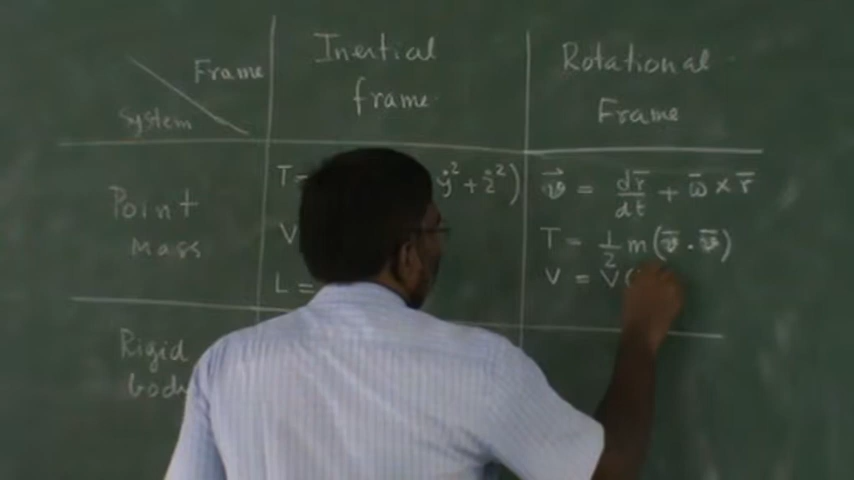 Frame
System
Inertial
frame
Rotational
Frame
Point
Mass
T=
ẏ² + ż²)
V
L =
v⃗ = dr̄/dt + ω̄ × r̄
T = 1/2 m (v̄ . v̄)
V = V(
Rigid
body